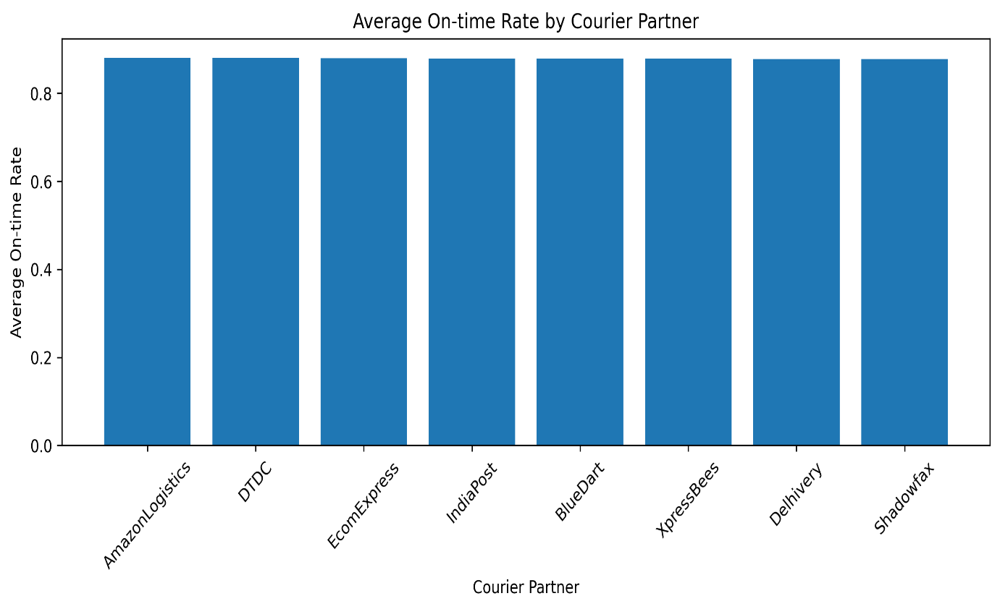 Average On-time Rate by Courier Partner
Average On-time Rate
0.8
0.6
0.4
0.2
0.0
AmazonLogistics
DTDC
EcomExpress
IndiaPost
BlueDart
XpressBees
Delhivery
Shadowfax
Courier Partner